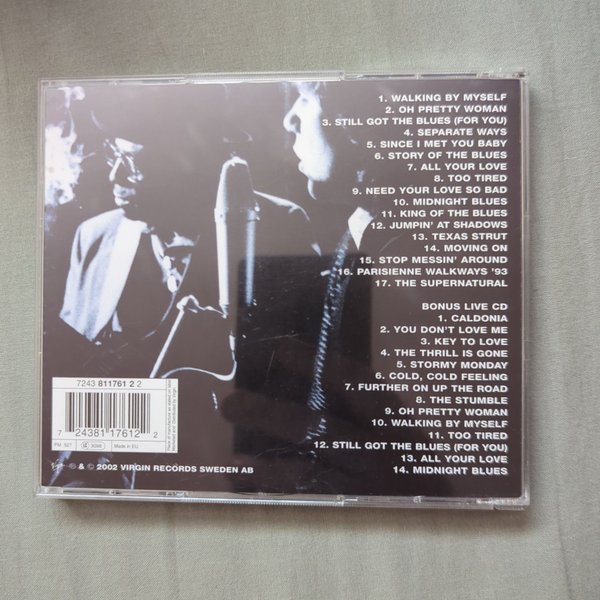 1. WALKING BY MYSELF
2. OH PRETTY WOMAN
3. STILL GOT THE BLUES (FOR YOU)
4. SEPARATE WAYS
5. SINCE I MET YOU BABY
6. STORY OF THE BLUES
7. ALL YOUR LOVE
8. TOO TIRED
9. NEED YOUR LOVE SO BAD
10. MIDNIGHT BLUES
11. KING OF THE BLUES
12. JUMPIN' AT SHADOWS
13. TEXAS STRUT
14. MOVING ON
15. STOP MESSIN' AROUND
16. PARISIENNE WALKWAYS '93
17. THE SUPERNATURAL
BONUS LIVE CD
1. CALDONIA
2. YOU DON'T LOVE ME
3. KEY TO LOVE
4. THE THRILL IS GONE
5. STORMY MONDAY
6. COLD, COLD FEELING
7. FURTHER ON UP THE ROAD
8. THE STUMBLE
9. OH PRETTY WOMAN
10. WALKING BY MYSELF
11. TOO TIRED
12. STILL GOT THE BLUES (FOR YOU)
13. ALL YOUR LOVE
14. MIDNIGHT BLUES
7243 811761 2 2
7 24381 17612 2
PM 527
Made in EU
℗ & © 2002 VIRGIN RECORDS SWEDEN AB